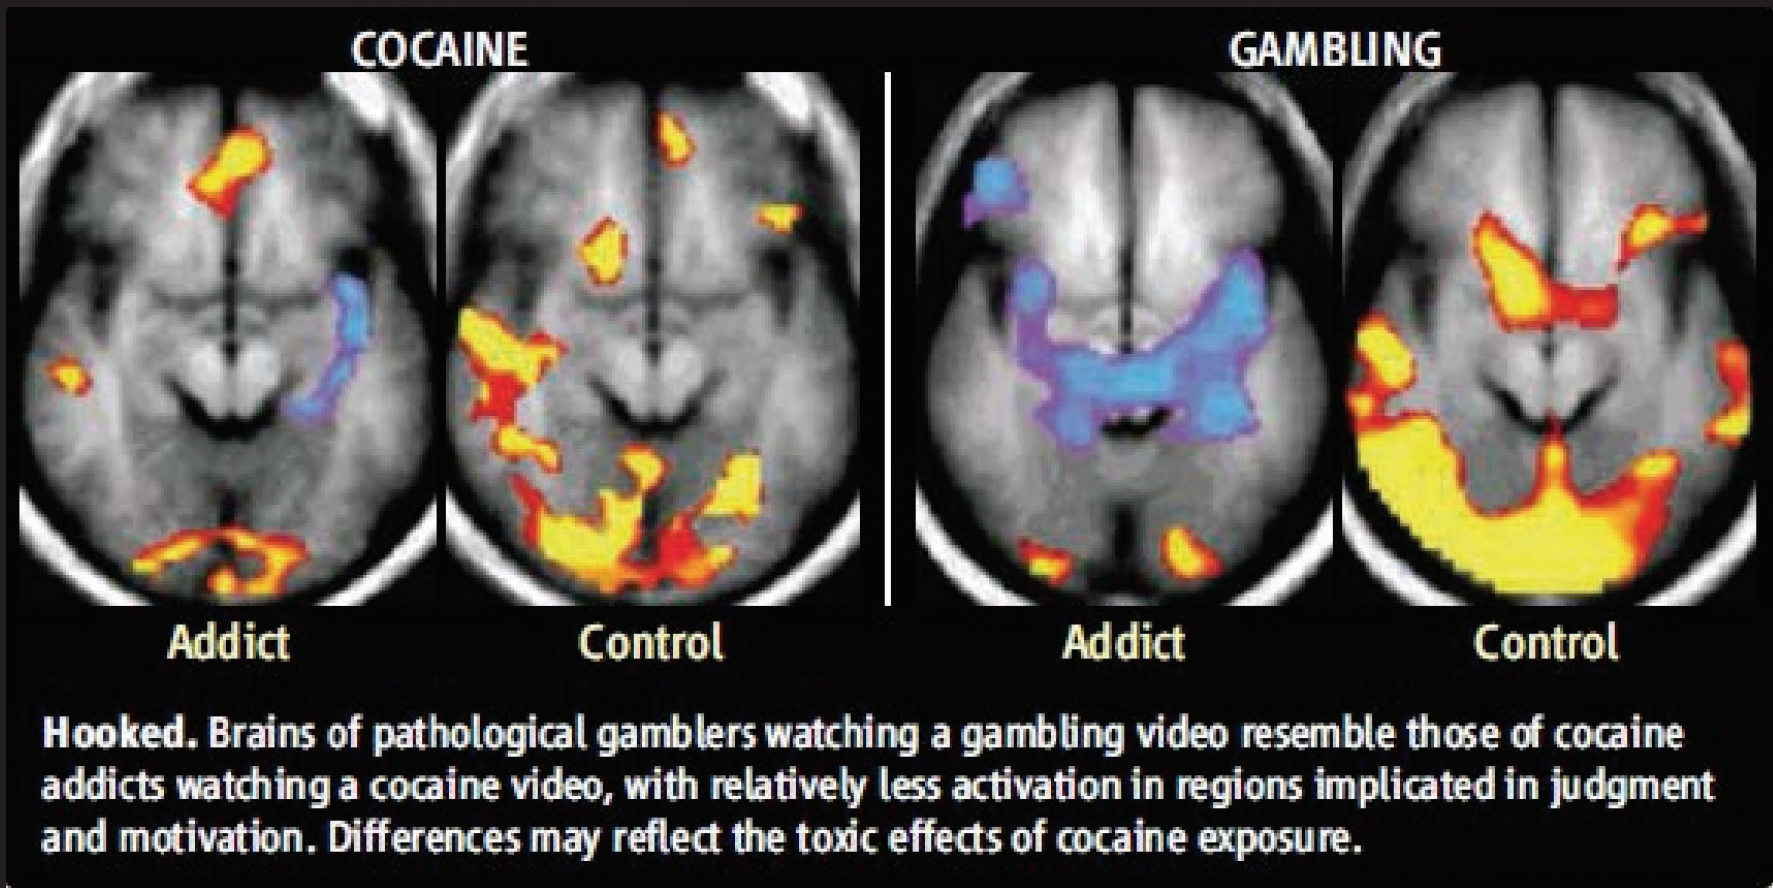 COCAINE GAMBLING
Addict Control Addict Control
Hooked. Brains of pathological gamblers watching a gambling video resemble those of cocaine
addicts watching a cocaine video, with relatively less activation in regions implicated in judgment
and motivation. Differences may reflect the toxic effects of cocaine exposure.